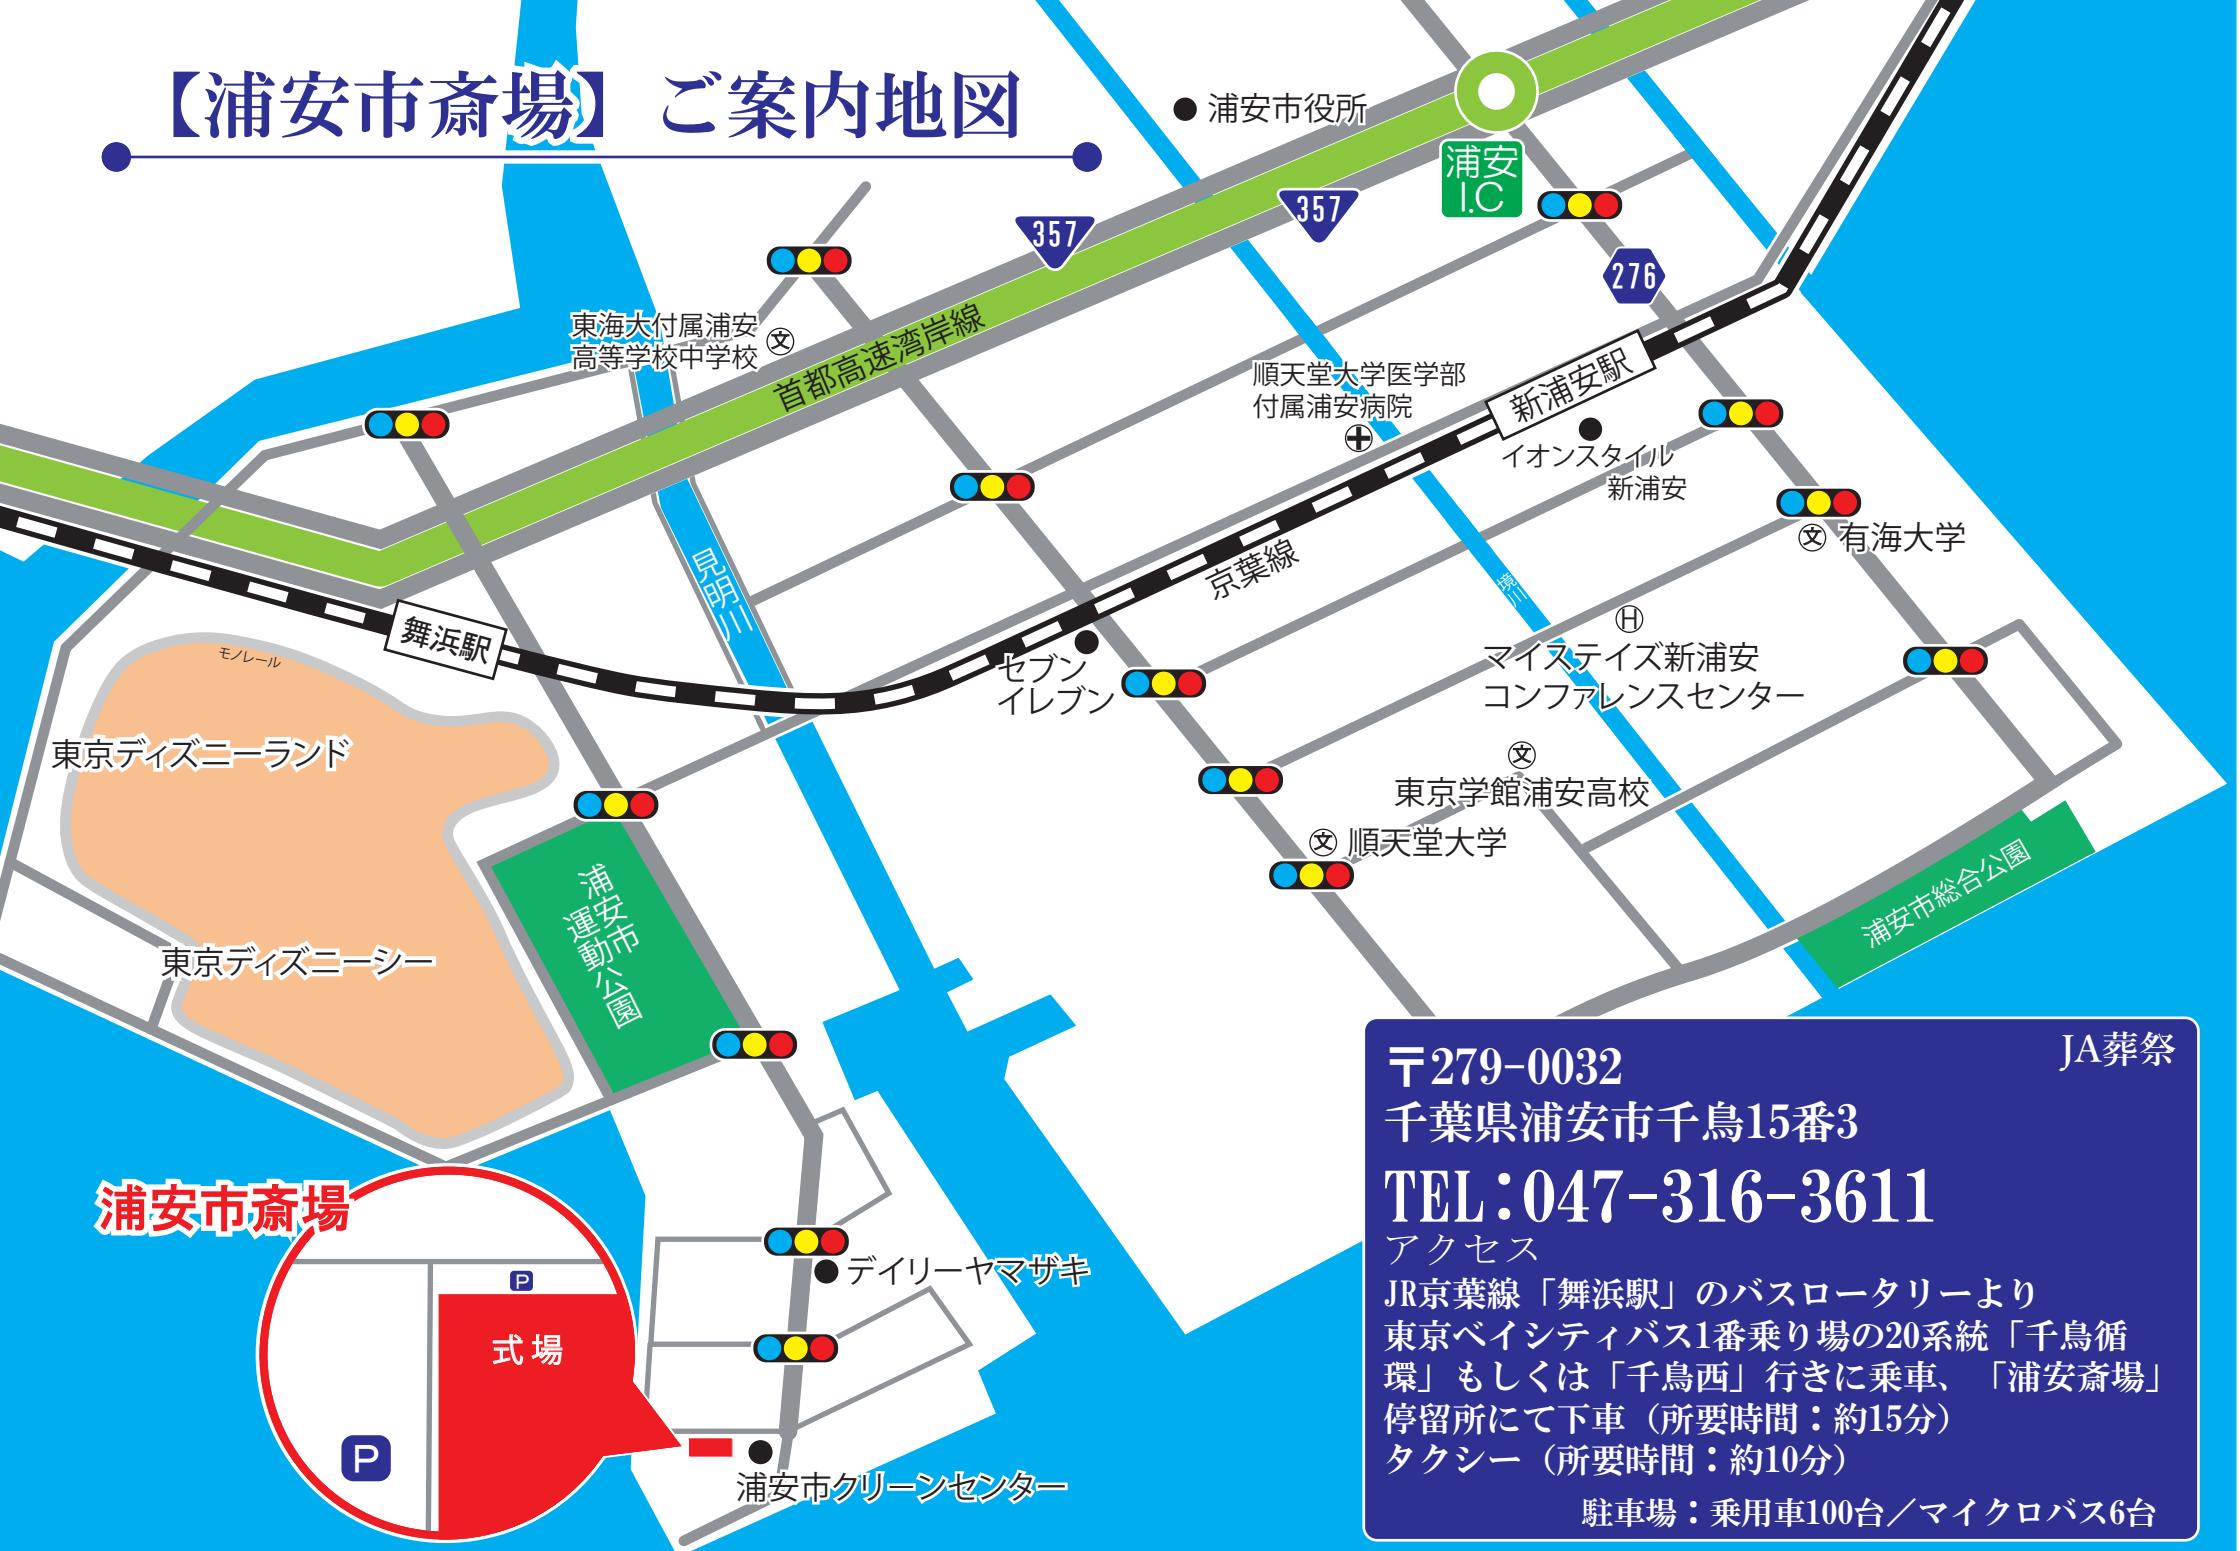 【浦安市斎場】ご案内地図
浦安市役所
浦安
I.C
357
357
276
東海大付属浦安
高等学校中学校
文
首都高速湾岸線
順天堂大学医学部
付属浦安病院
新浦安駅
イオンスタイル
新浦安
文 有海大学
見明川
京葉線
境川
舞浜駅
モノレール
セブン
イレブン
H
マイステイズ新浦安
コンファレンスセンター
東京ディズニーランド
文
東京学館浦安高校
文 順天堂大学
浦安市
運動公園
浦安市総合公園
東京ディズニーシー
浦安市斎場
P
式場
P
デイリーヤマザキ
浦安市クリーンセンター
JA葬祭
〒279-0032
千葉県浦安市千鳥15番3
TEL:047-316-3611
アクセス
JR京葉線「舞浜駅」のバスロータリーより
東京ベイシティバス1番乗り場の20系統「千鳥循
環」もしくは「千鳥西」行きに乗車、「浦安斎場」
停留所にて下車（所要時間：約15分）
タクシー（所要時間：約10分）
駐車場：乗用車100台／マイクロバス6台